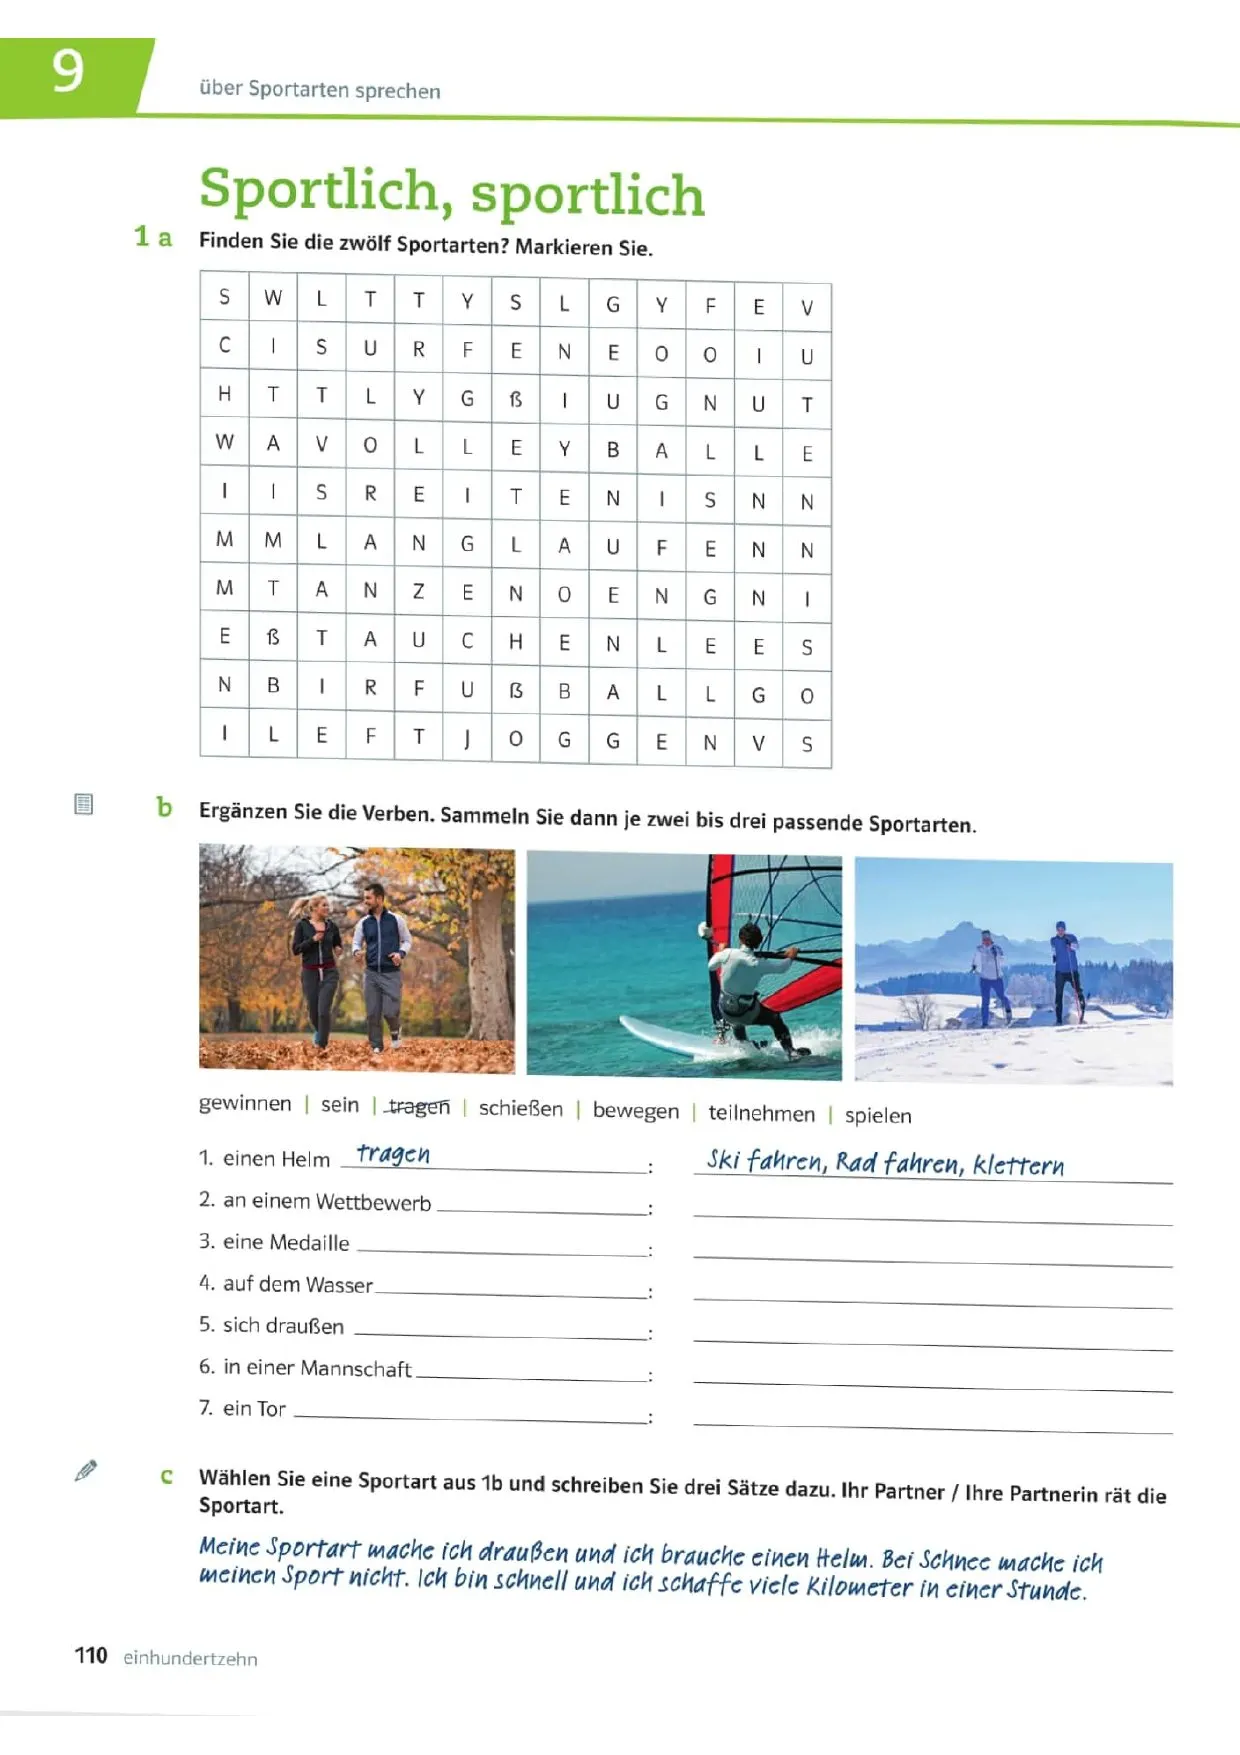 9
über Sportarten sprechen
Sportlich, sportlich
1 a Finden Sie die zwölf Sportarten? Markieren Sie.
S W L T T Y S L G Y F E V
C I S U R F E N E O O I U
H T T L Y G ß I U G N U T
W A V O L L E Y B A L L E
I I S R E I T E N I S N N
M M L A N G L A U F E N N
M T A N Z E N O E N G N I
E ß T A U C H E N L E E S
N B I R F U ß B A L L G O
I L E F T J O G G E N V S
b Ergänzen Sie die Verben. Sammeln Sie dann je zwei bis drei passende Sportarten.
gewinnen | sein | tragen | schießen | bewegen | teilnehmen | spielen
1. einen Helm tragen : Ski fahren, Rad fahren, klettern
2. an einem Wettbewerb :
3. eine Medaille :
4. auf dem Wasser :
5. sich draußen :
6. in einer Mannschaft :
7. ein Tor :
c Wählen Sie eine Sportart aus 1b und schreiben Sie drei Sätze dazu. Ihr Partner / Ihre Partnerin rät die
Sportart.
Meine Sportart mache ich draußen und ich brauche einen Helm. Bei Schnee mache ich
meinen Sport nicht. Ich bin schnell und ich schaffe viele Kilometer in einer Stunde.
110 einhundertzehn